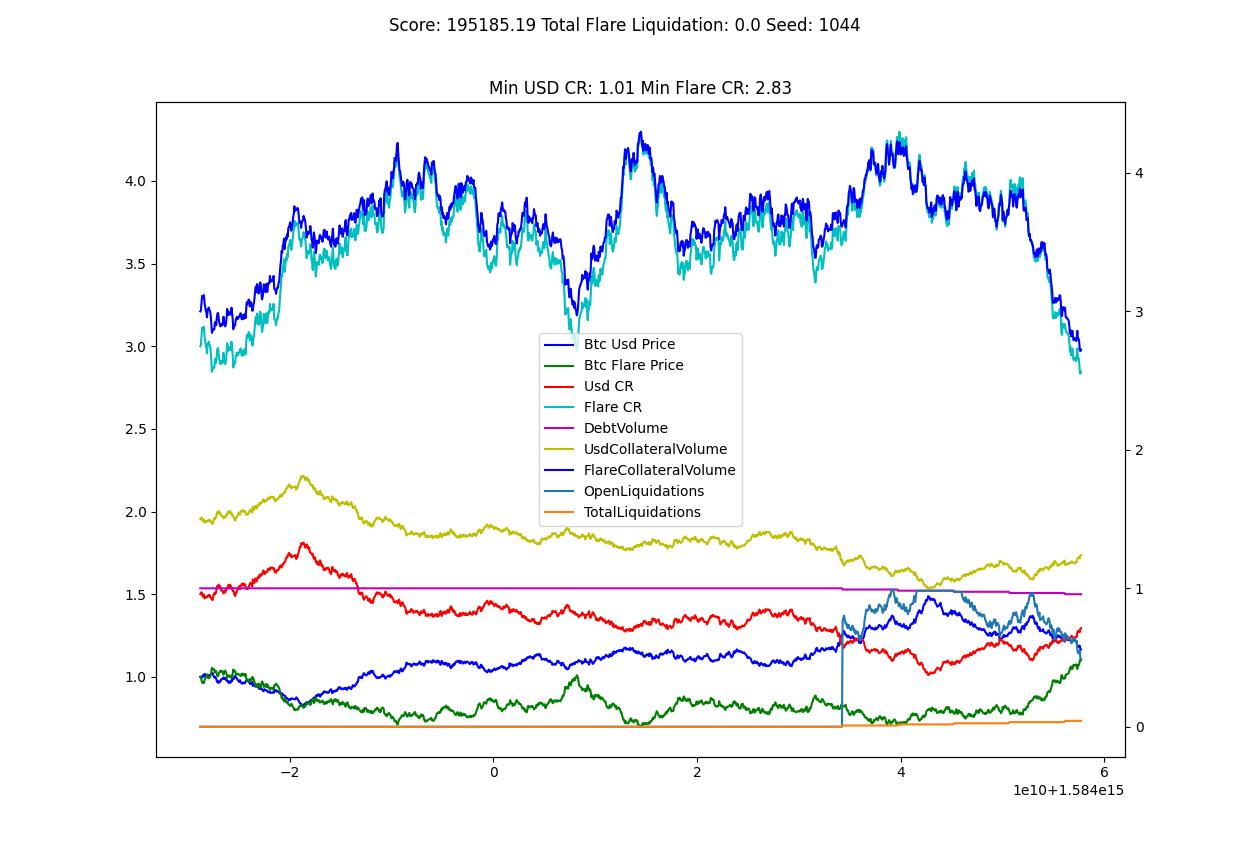 Score: 195185.19 Total Flare Liquidation: 0.0 Seed: 1044
Min USD CR: 1.01 Min Flare CR: 2.83
4.0
3.5
3.0
2.5
2.0
1.5
1.0
4
3
2
1
0
Btc Usd Price
Btc Flare Price
Usd CR
Flare CR
DebtVolume
UsdCollateralVolume
FlareCollateralVolume
OpenLiquidations
TotalLiquidations
−2 0 2 4 6
1e10+1.584e15